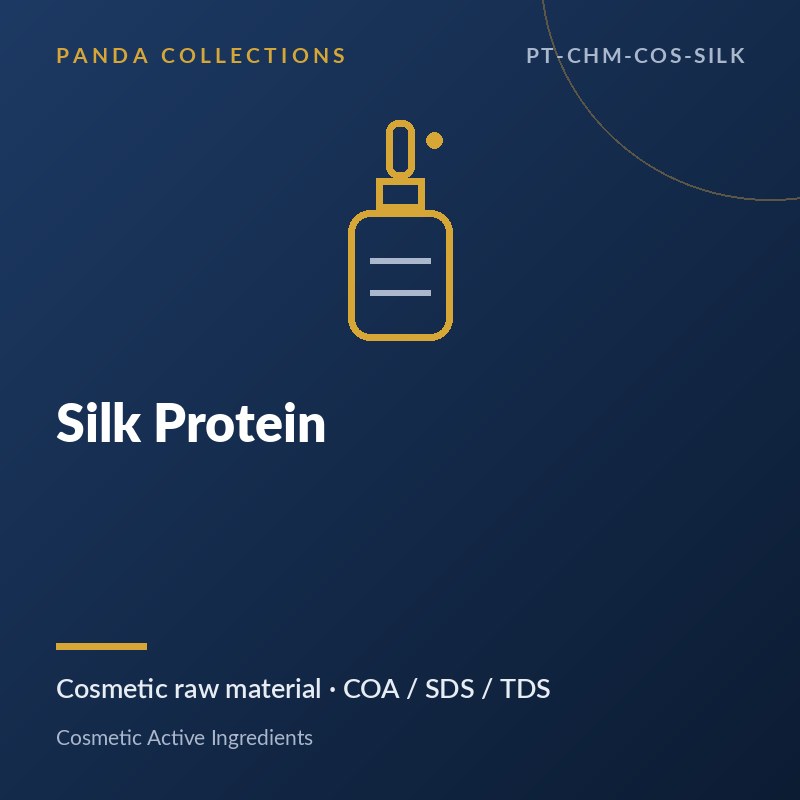 PANDA COLLECTIONS
PT-CHM-COS-SILK
Silk Protein
Cosmetic raw material · COA / SDS / TDS
Cosmetic Active Ingredients